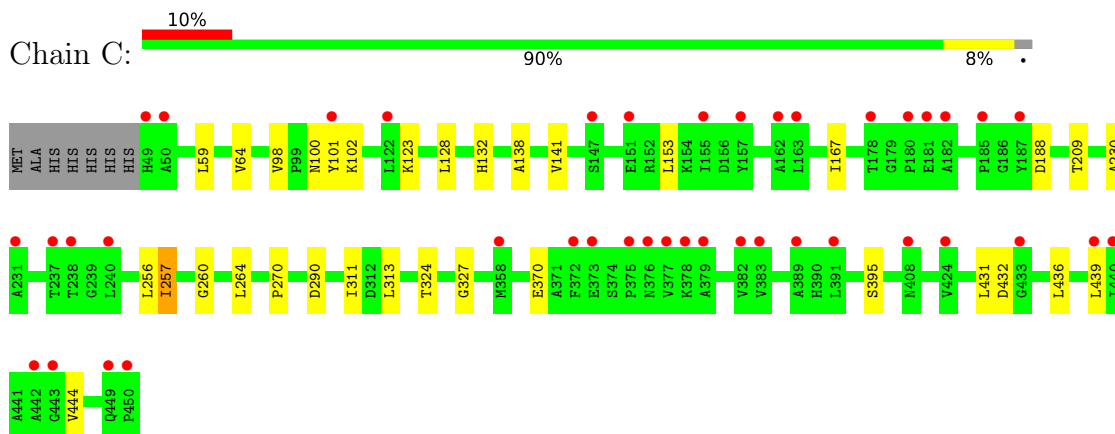 10%
Chain C:
90% 8% •
MET ALA HIS HIS HIS HIS HIS HIS H49 A50 L59 V64 V98 P99 N100 Y101 K102 L122 K123 L128 H132 A138 V141 S147 E151 R152 L153 K154 I155 D156 Y157 A162 L163 I167 T178 G179 P180 E181 A182 P185 G186 Y187 D188 T209 A230
A231 T237 T238 G239 L240 L256 I257 G260 L264 P270 D290 I311 D312 L313 T324 G327 M358 E370 A371 F372 E373 S374 P375 N376 V377 K378 A379 V382 V383 A389 H390 L391 S395 N408 V424 L431 D432 G433 L436 L439 I440
A441 A442 G443 V444 Q449 P450